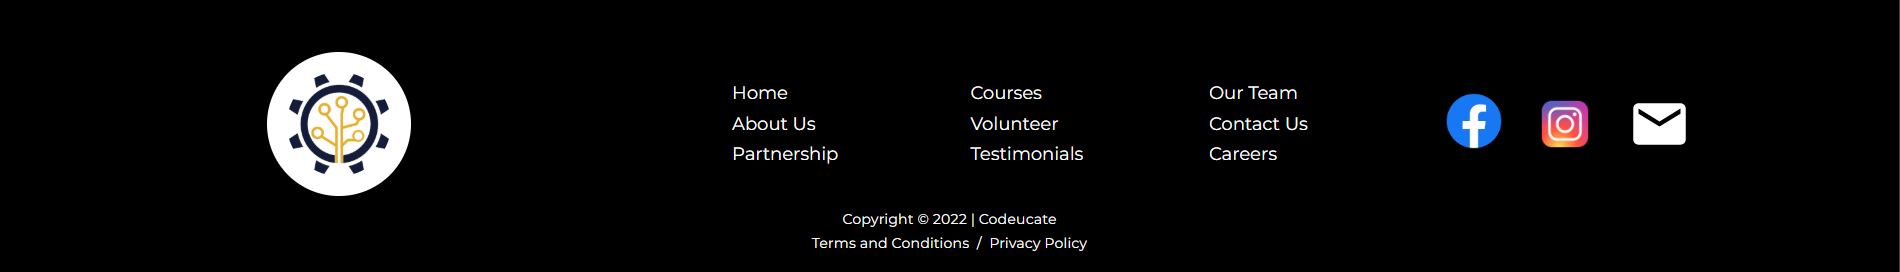 Home
About Us
Partnership
Courses
Volunteer
Testimonials
Our Team
Contact Us
Careers
Copyright © 2022 | Codeucate
Terms and Conditions / Privacy Policy